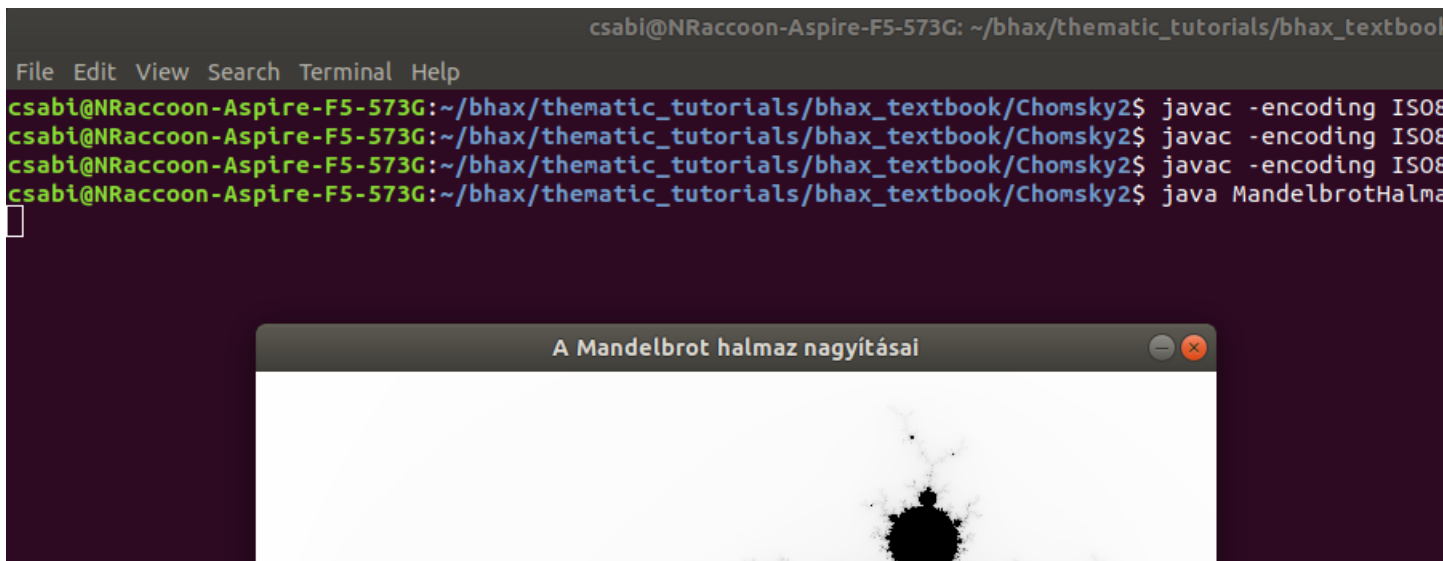 csabi@NRaccoon-Aspire-F5-573G: ~/bhax/thematic_tutorials/bhax_textbook
File Edit View Search Terminal Help
csabi@NRaccoon-Aspire-F5-573G:~/bhax/thematic_tutorials/bhax_textbook/Chomsky2$ javac -encoding ISO8
csabi@NRaccoon-Aspire-F5-573G:~/bhax/thematic_tutorials/bhax_textbook/Chomsky2$ javac -encoding ISO8
csabi@NRaccoon-Aspire-F5-573G:~/bhax/thematic_tutorials/bhax_textbook/Chomsky2$ javac -encoding ISO8
csabi@NRaccoon-Aspire-F5-573G:~/bhax/thematic_tutorials/bhax_textbook/Chomsky2$ java MandelbrotHalma
A Mandelbrot halmaz nagyításai